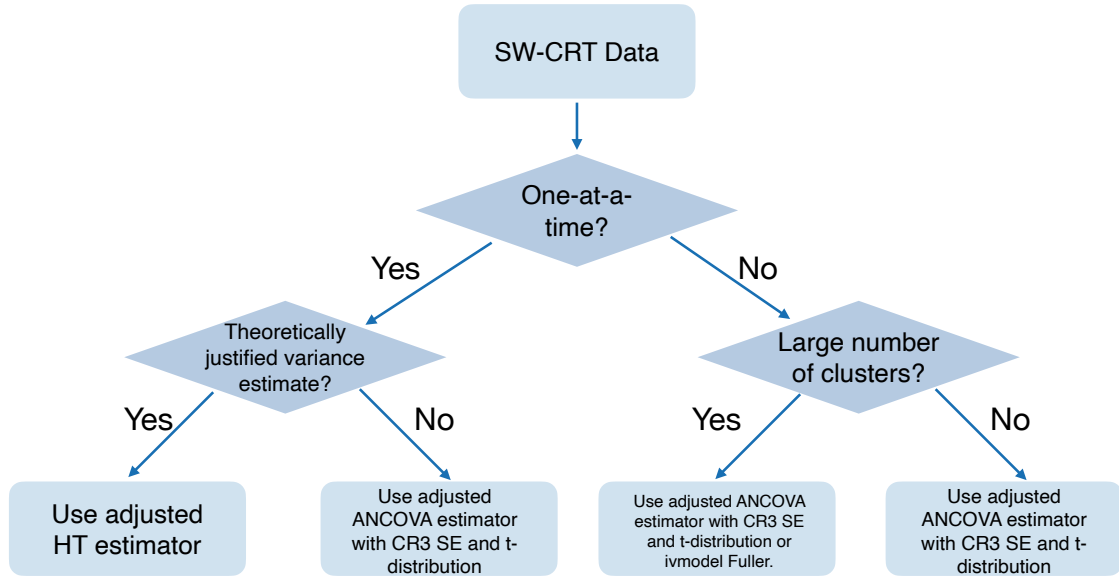 SW-CRT Data
One-at-a-
time?
Yes
No
Theoretically
justified variance
estimate?
Large number
of clusters?
Yes
No
Yes
No
Use adjusted
HT estimator
Use adjusted
ANCOVA estimator
with CR3 SE and t-
distribution
Use adjusted ANCOVA
estimator with CR3 SE
and t-distribution or
ivmodel Fuller.
Use adjusted
ANCOVA estimator
with CR3 SE and t-
distribution